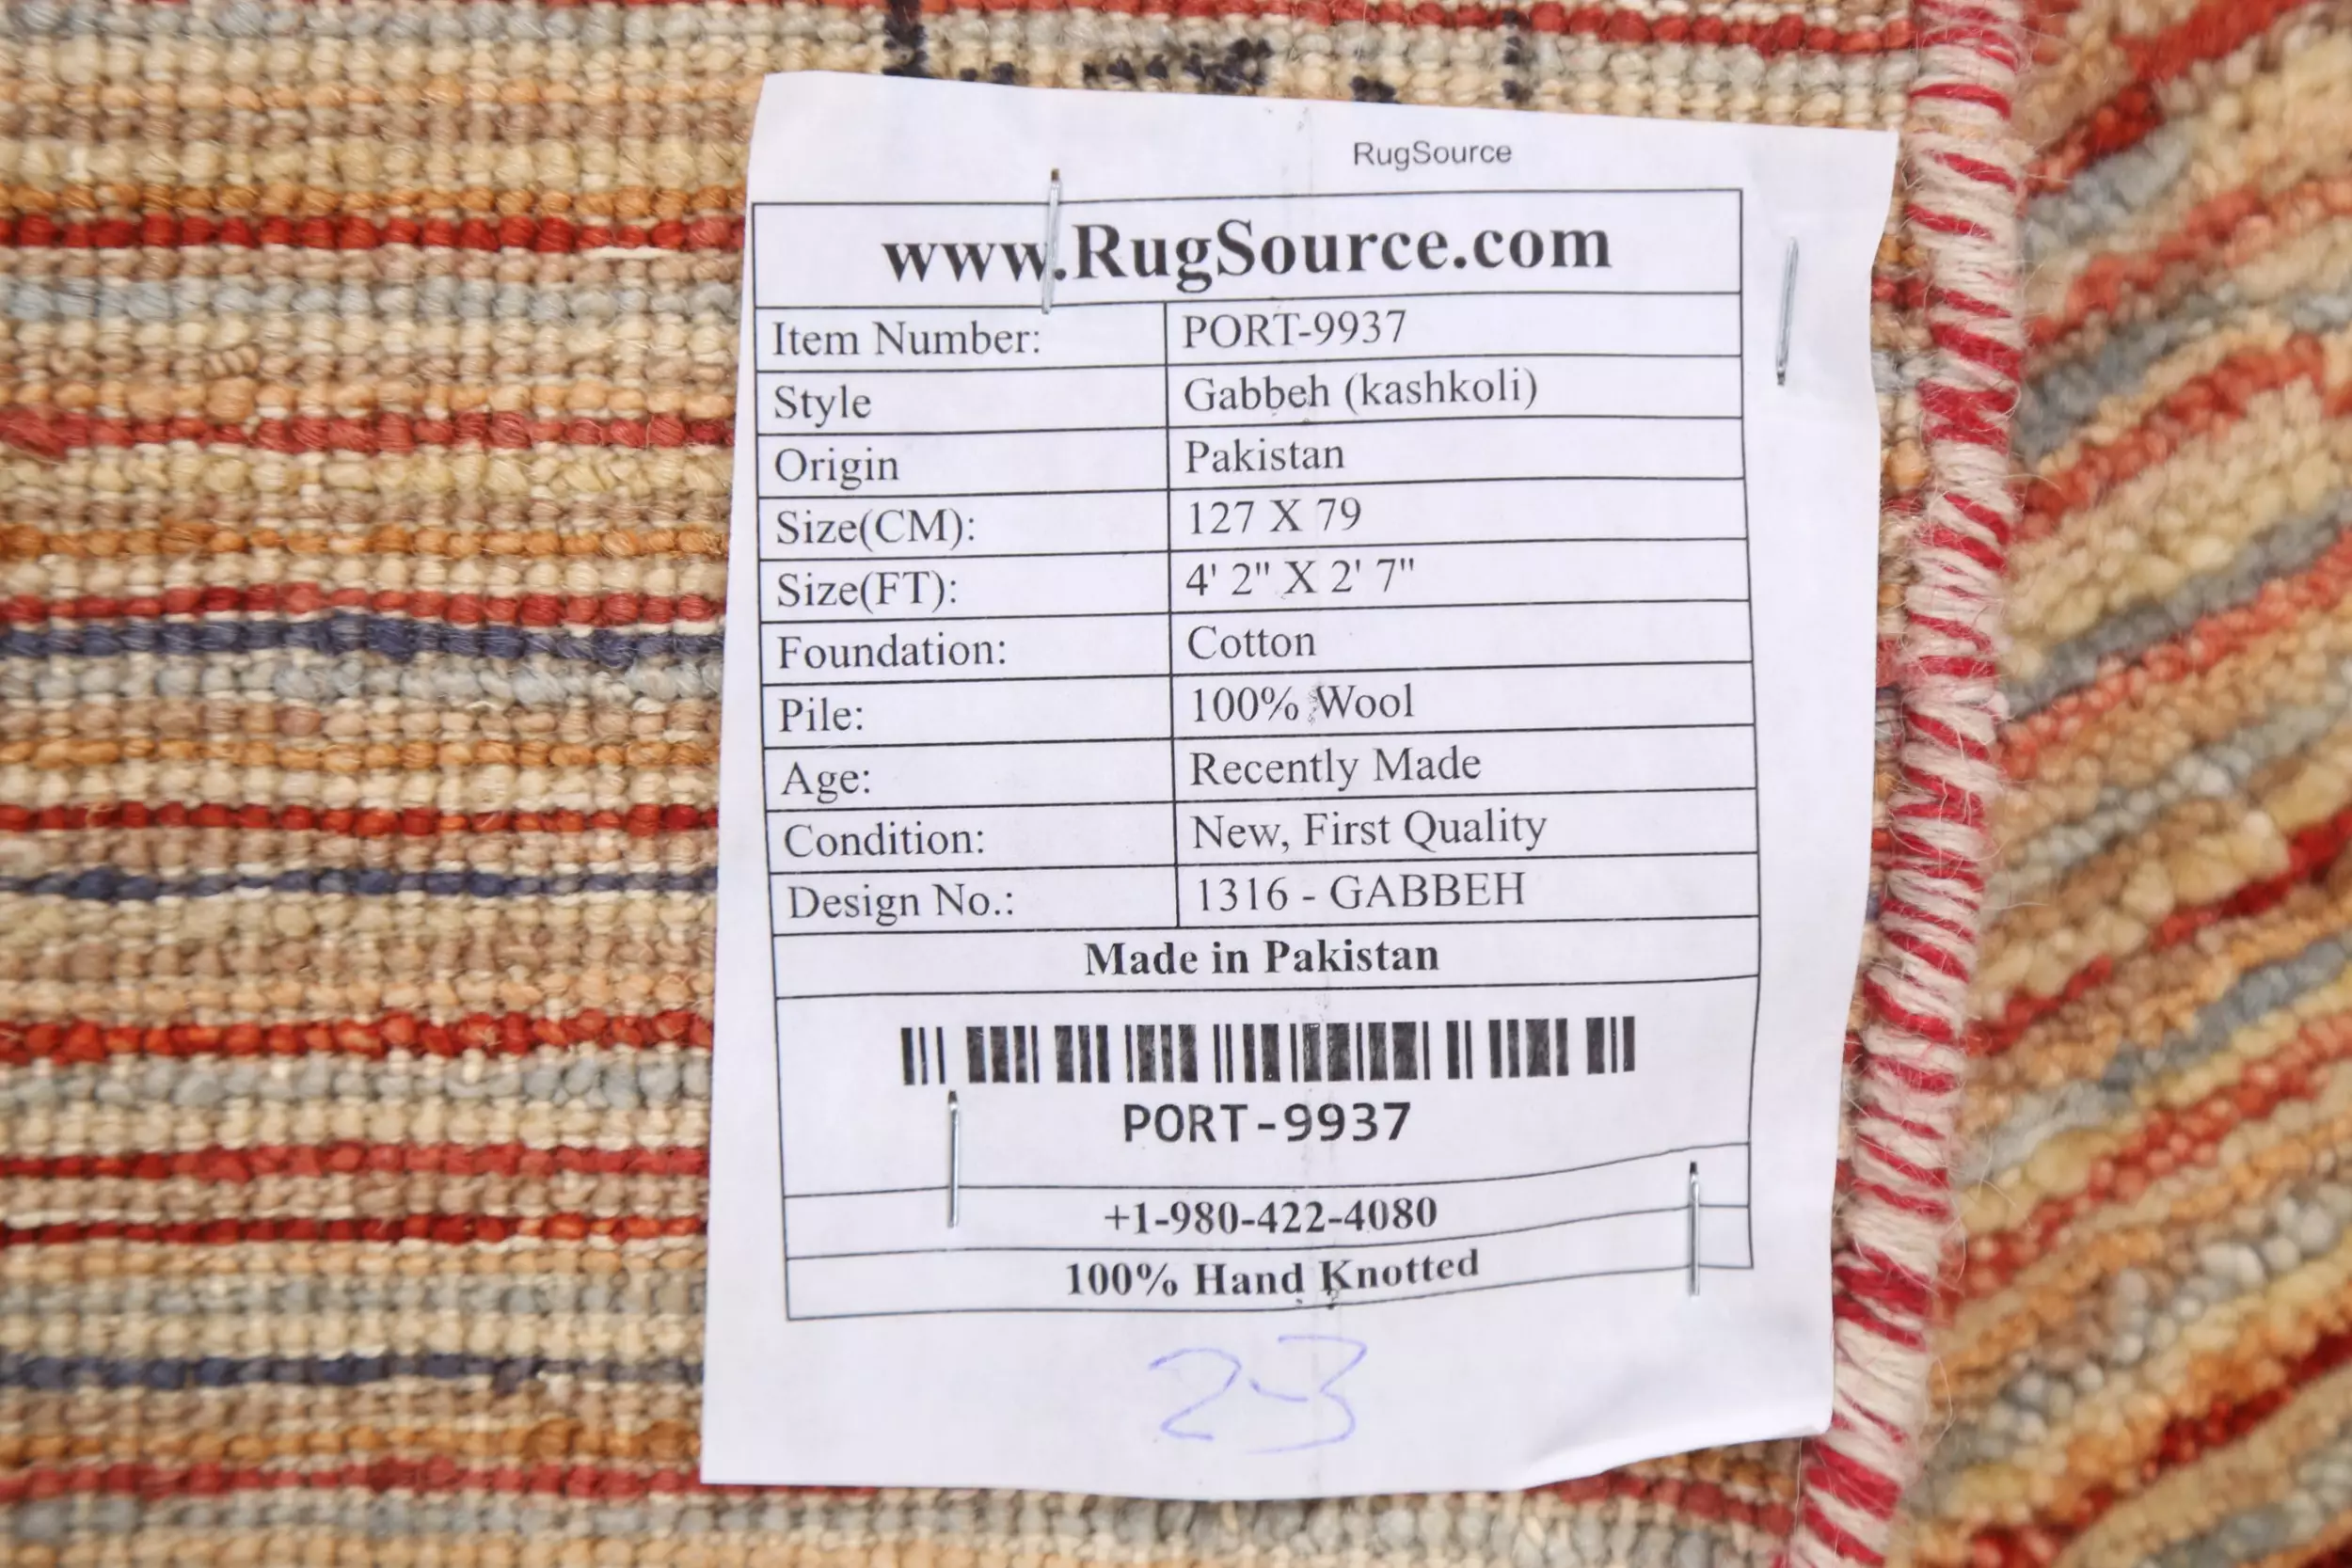 RugSource
www.RugSource.com
Item Number: PORT-9937
Style Gabbeh (kashkoli)
Origin Pakistan
Size(CM): 127 X 79
Size(FT): 4' 2" X 2' 7"
Foundation: Cotton
Pile: 100% Wool
Age: Recently Made
Condition: New, First Quality
Design No.: 1316 - GABBEH
Made in Pakistan
PORT-9937
+1-980-422-4080
100% Hand Knotted
2-3